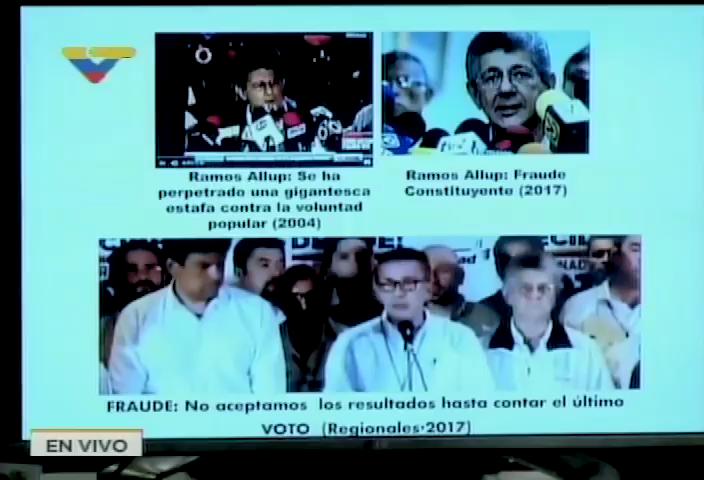 Ramos Allup: Se ha
perpetrado una gigantesca
estafa contra la voluntad
popular (2004)
Ramos Allup: Fraude
Constituyente (2017)
FRAUDE: No aceptamos los resultados hasta contar el último
VOTO (Regionales-2017)
EN VIVO